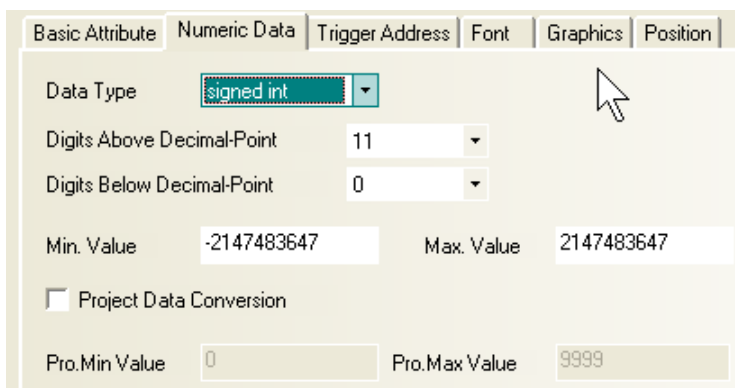 Basic Attribute Numeric Data Trigger Address Font Graphics Position
Data Type signed int
Digits Above Decimal-Point 11
Digits Below Decimal-Point 0
Min. Value -2147483647 Max. Value 2147483647
Project Data Conversion
Pro.Min Value 0 Pro.Max Value 9999